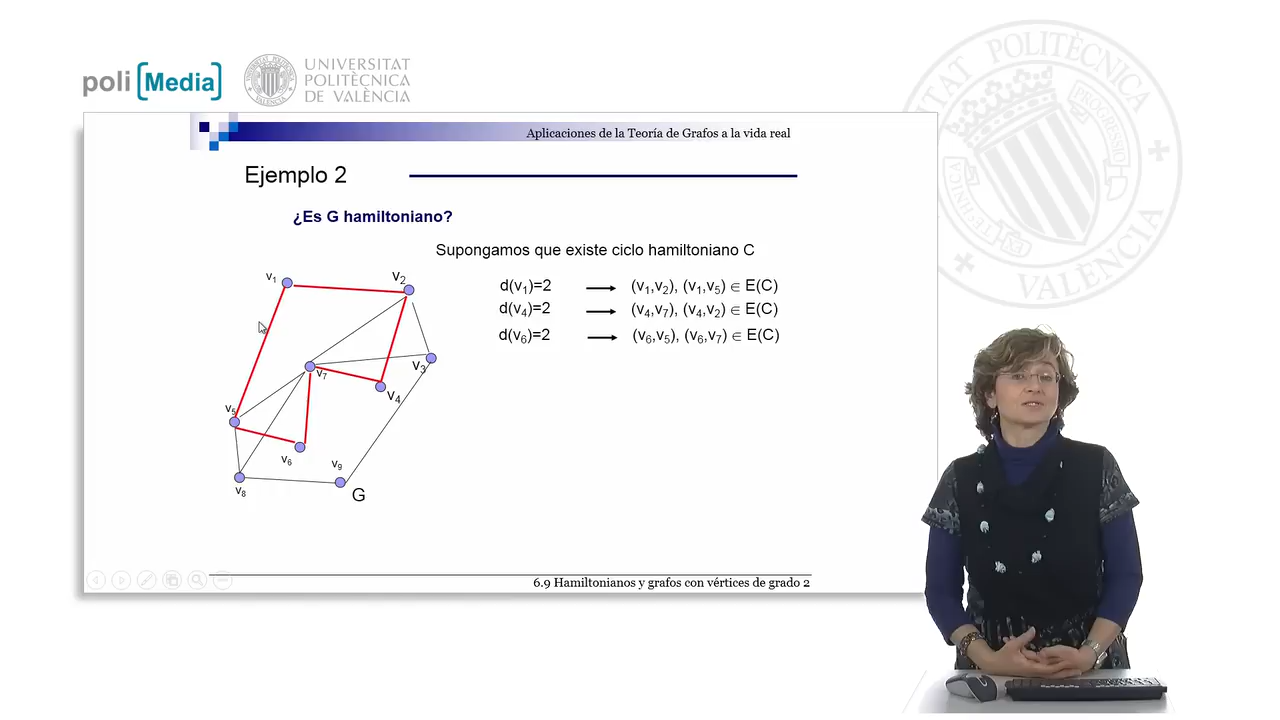 poli [Media]
UNIVERSITAT
POLITÈCNICA
DE VALÈNCIA
Aplicaciones de la Teoría de Grafos a la vida real
Ejemplo 2
¿Es G hamiltoniano?
Supongamos que existe ciclo hamiltoniano C
d(v₁)=2 → (v₁,v₂), (v₁,v₅) ∈ E(C)
d(v₄)=2 → (v₄,v₇), (v₄,v₂) ∈ E(C)
d(v₆)=2 → (v₆,v₅), (v₆,v₇) ∈ E(C)
v₁
v₂
v₃
v₇
v₄
v₅
v₆
v₉
v₈
G
6.9 Hamiltonianos y grafos con vértices de grado 2
POLITÈCNICA
VALÈNCIA